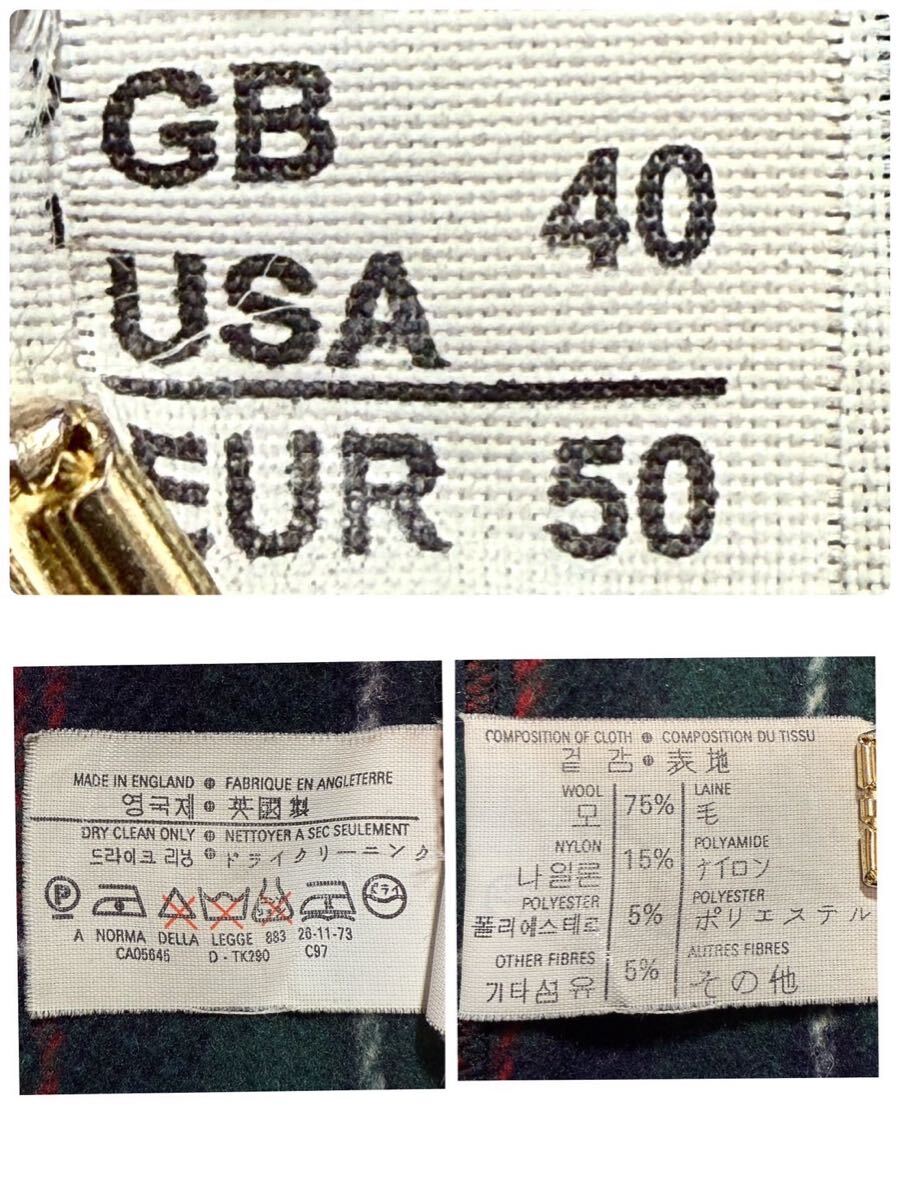 GB
40
USA
EUR 50
MADE IN ENGLAND ⊕ FABRIQUE EN ANGLETERRE
영국제 ⊕ 英國製
DRY CLEAN ONLY ⊕ NETTOYER A SEC SEULEMENT
드라이크리닝 ⊕ ドライクリーニング
P
ドライ
A NORMA DELLA LEGGE 883 26-11-73
CA05645 D - TK290 C97
COMPOSITION OF CLOTH ⊕ COMPOSITION DU TISSU
겉감 ⊕ 表地
WOOL 75% LAINE
모 毛
NYLON 15% POLYAMIDE
나일론 ナイロン
POLYESTER 5% POLYESTER
폴리에스테르 ポリエステル
OTHER FIBRES 5% AUTRES FIBRES
기타섬유 その他